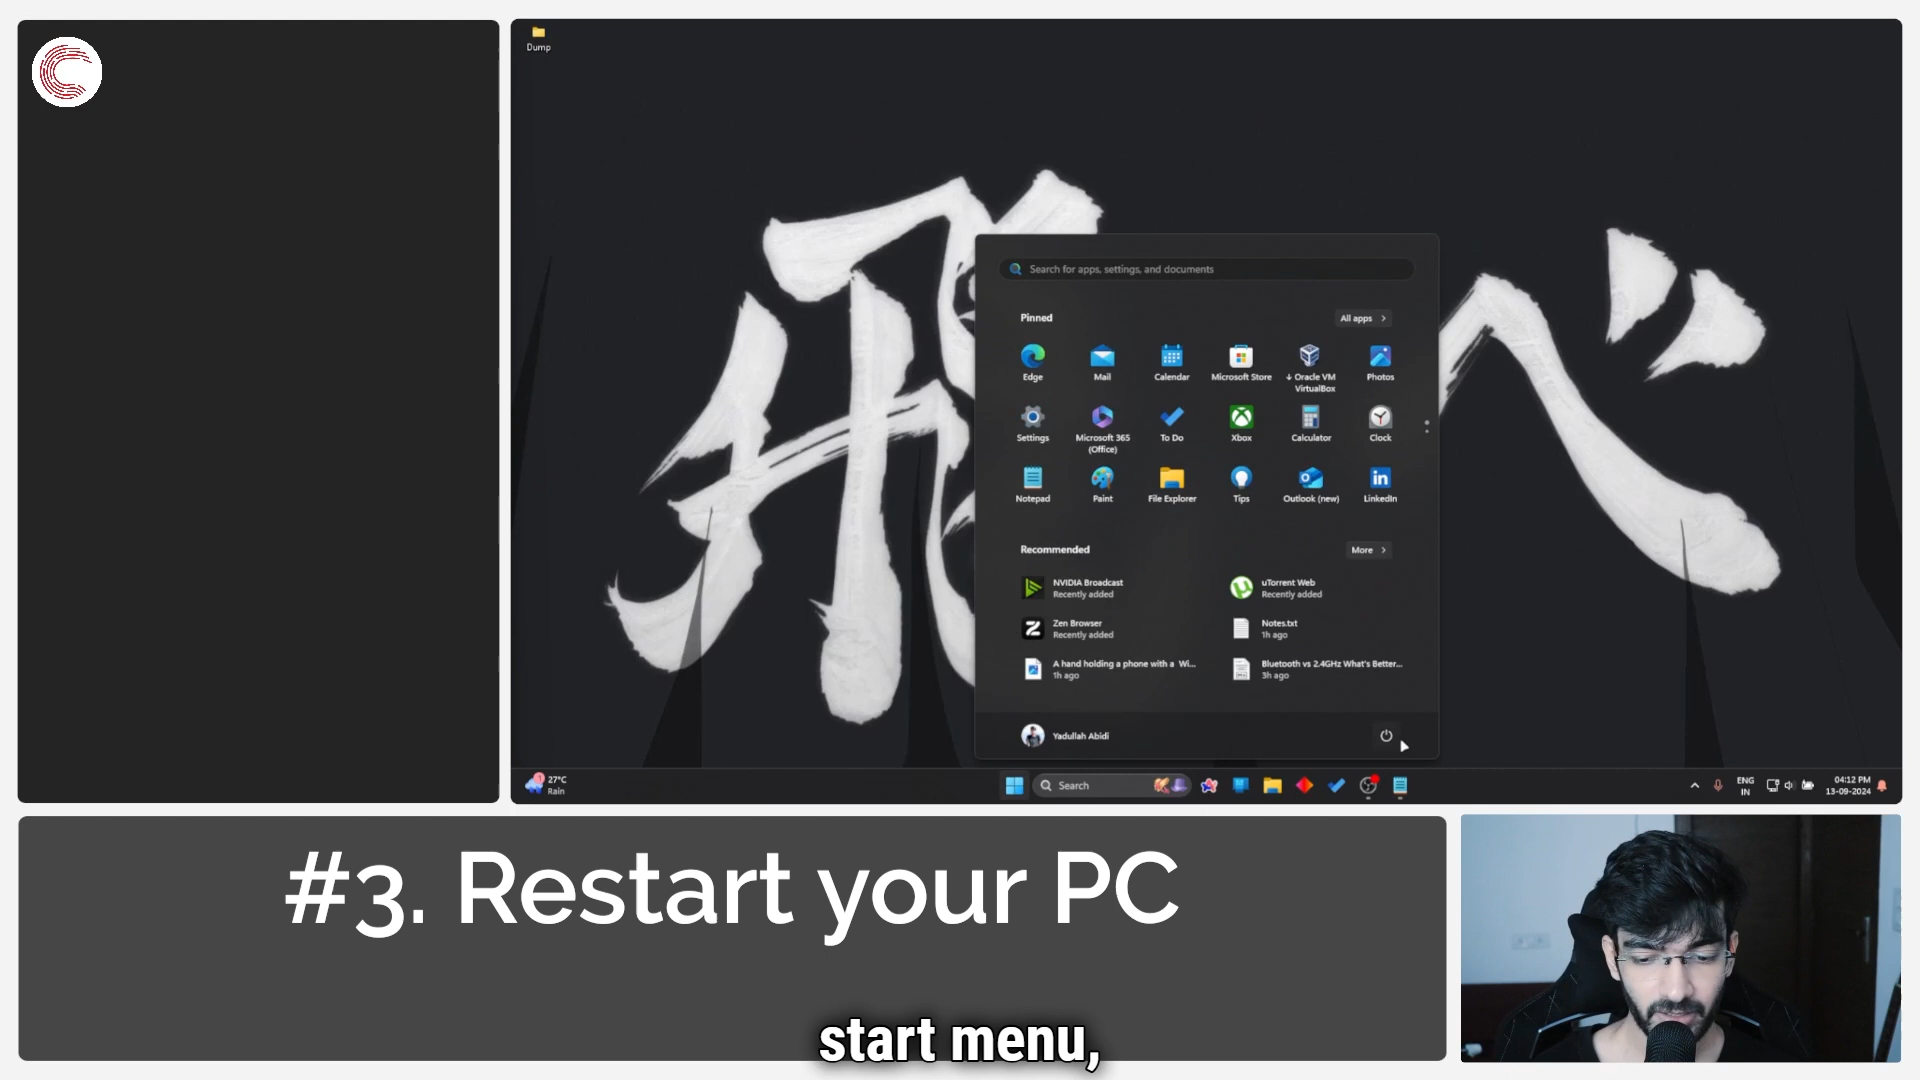 Dump
飛べ
Search for apps, settings, and documents
Pinned
All apps
Edge
Mail
Calendar
Microsoft Store
Oracle VM
VirtualBox
Photos
Settings
Microsoft 365
(Office)
To Do
Xbox
Calculator
Clock
Notepad
Paint
File Explorer
Tips
Outlook (new)
LinkedIn
Recommended
More
NVIDIA Broadcast
Recently added
uTorrent Web
Recently added
Zen Browser
Recently added
Notes.txt
1h ago
A hand holding a phone with a Wi...
1h ago
Bluetooth vs 2.4GHz What's Better...
3h ago
Yadullah Abidi
27°C
Rain
Search
ENG
IN
04:12 PM
13-09-2024
#3. Restart your PC
start menu,